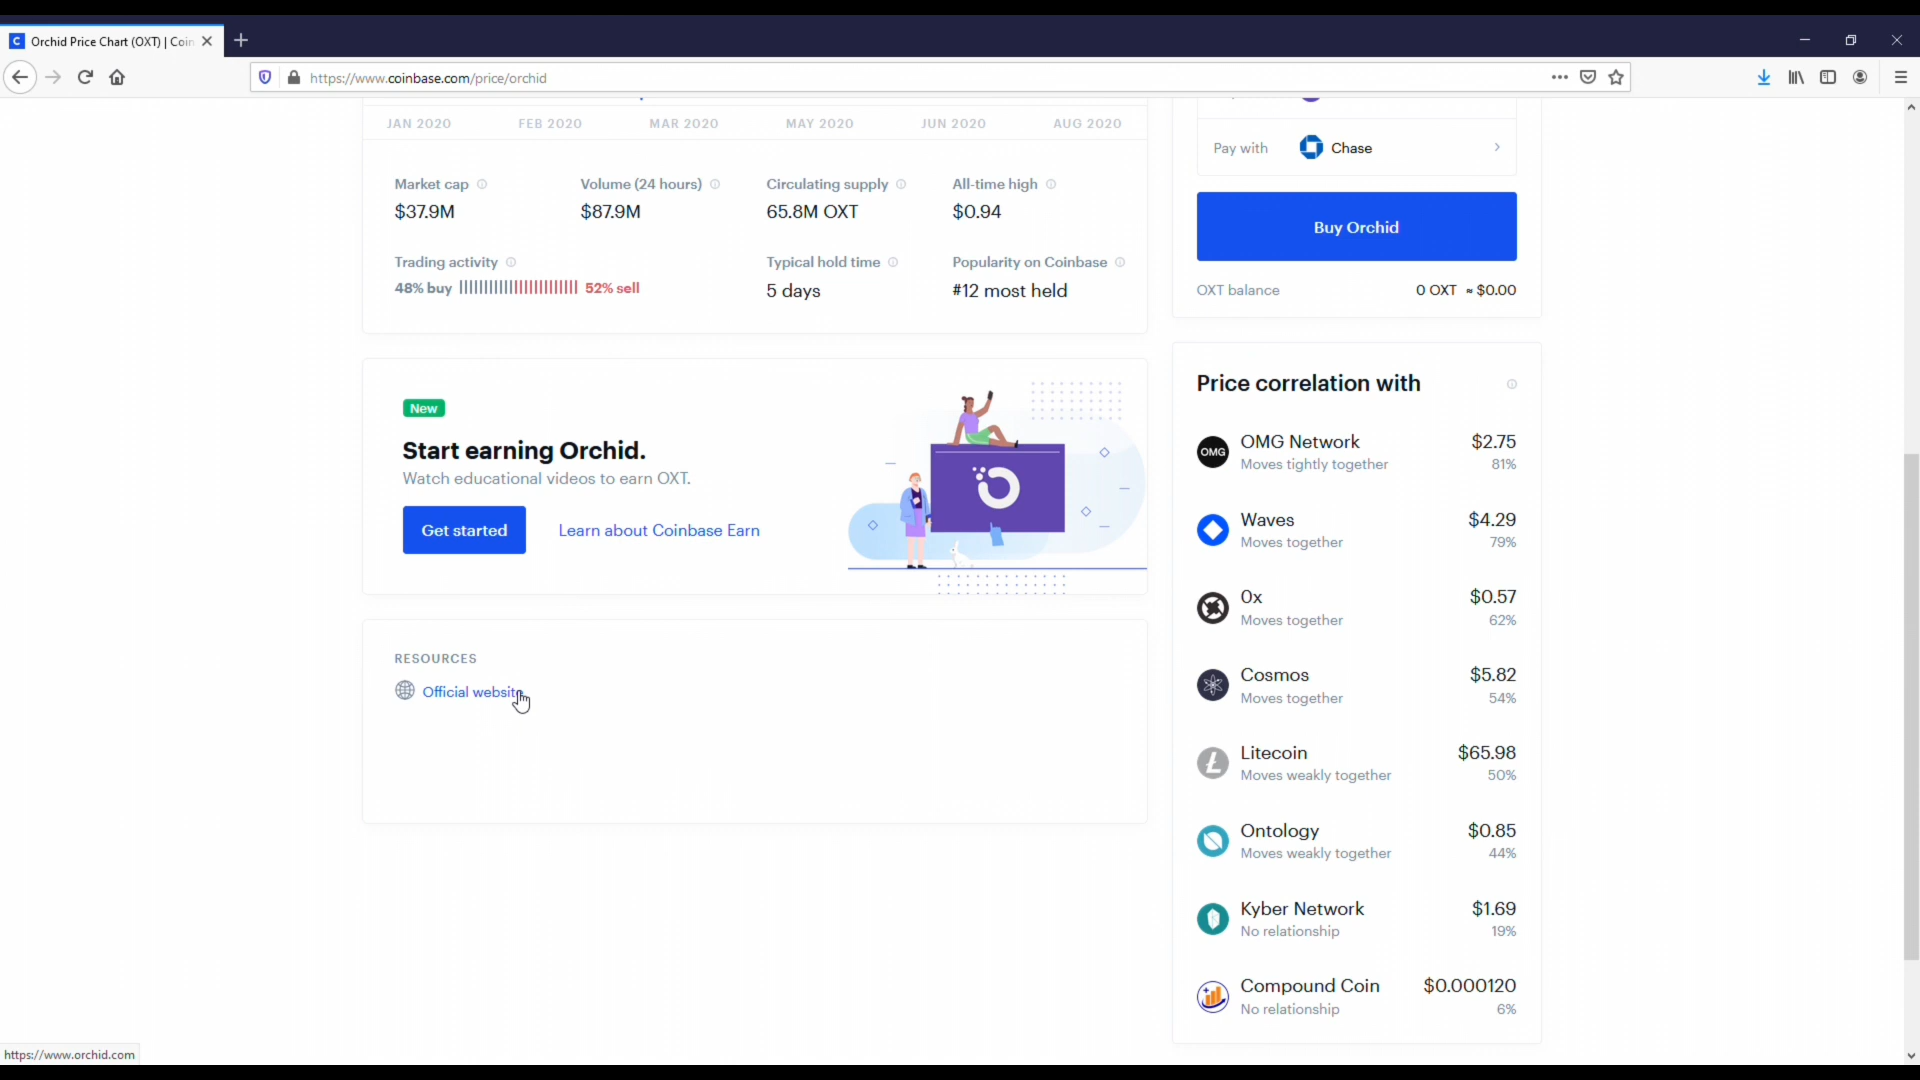 Orchid Price Chart (OXT) | Coin
https://www.coinbase.com/price/orchid
JAN 2020 FEB 2020 MAR 2020 MAY 2020 JUN 2020 AUG 2020
Market cap Volume (24 hours) Circulating supply All-time high
$37.9M $87.9M 65.8M OXT $0.94
Trading activity Typical hold time Popularity on Coinbase
48% buy 52% sell 5 days #12 most held
New
Start earning Orchid.
Watch educational videos to earn OXT.
Get started Learn about Coinbase Earn
RESOURCES
Official website
Pay with Chase
Buy Orchid
OXT balance 0 OXT ≈ $0.00
Price correlation with
OMG
OMG Network $2.75
Moves tightly together 81%
Waves $4.29
Moves together 79%
0x $0.57
Moves together 62%
Cosmos $5.82
Moves together 54%
Litecoin $65.98
Moves weakly together 50%
Ontology $0.85
Moves weakly together 44%
Kyber Network $1.69
No relationship 19%
Compound Coin $0.000120
No relationship 6%
https://www.orchid.com